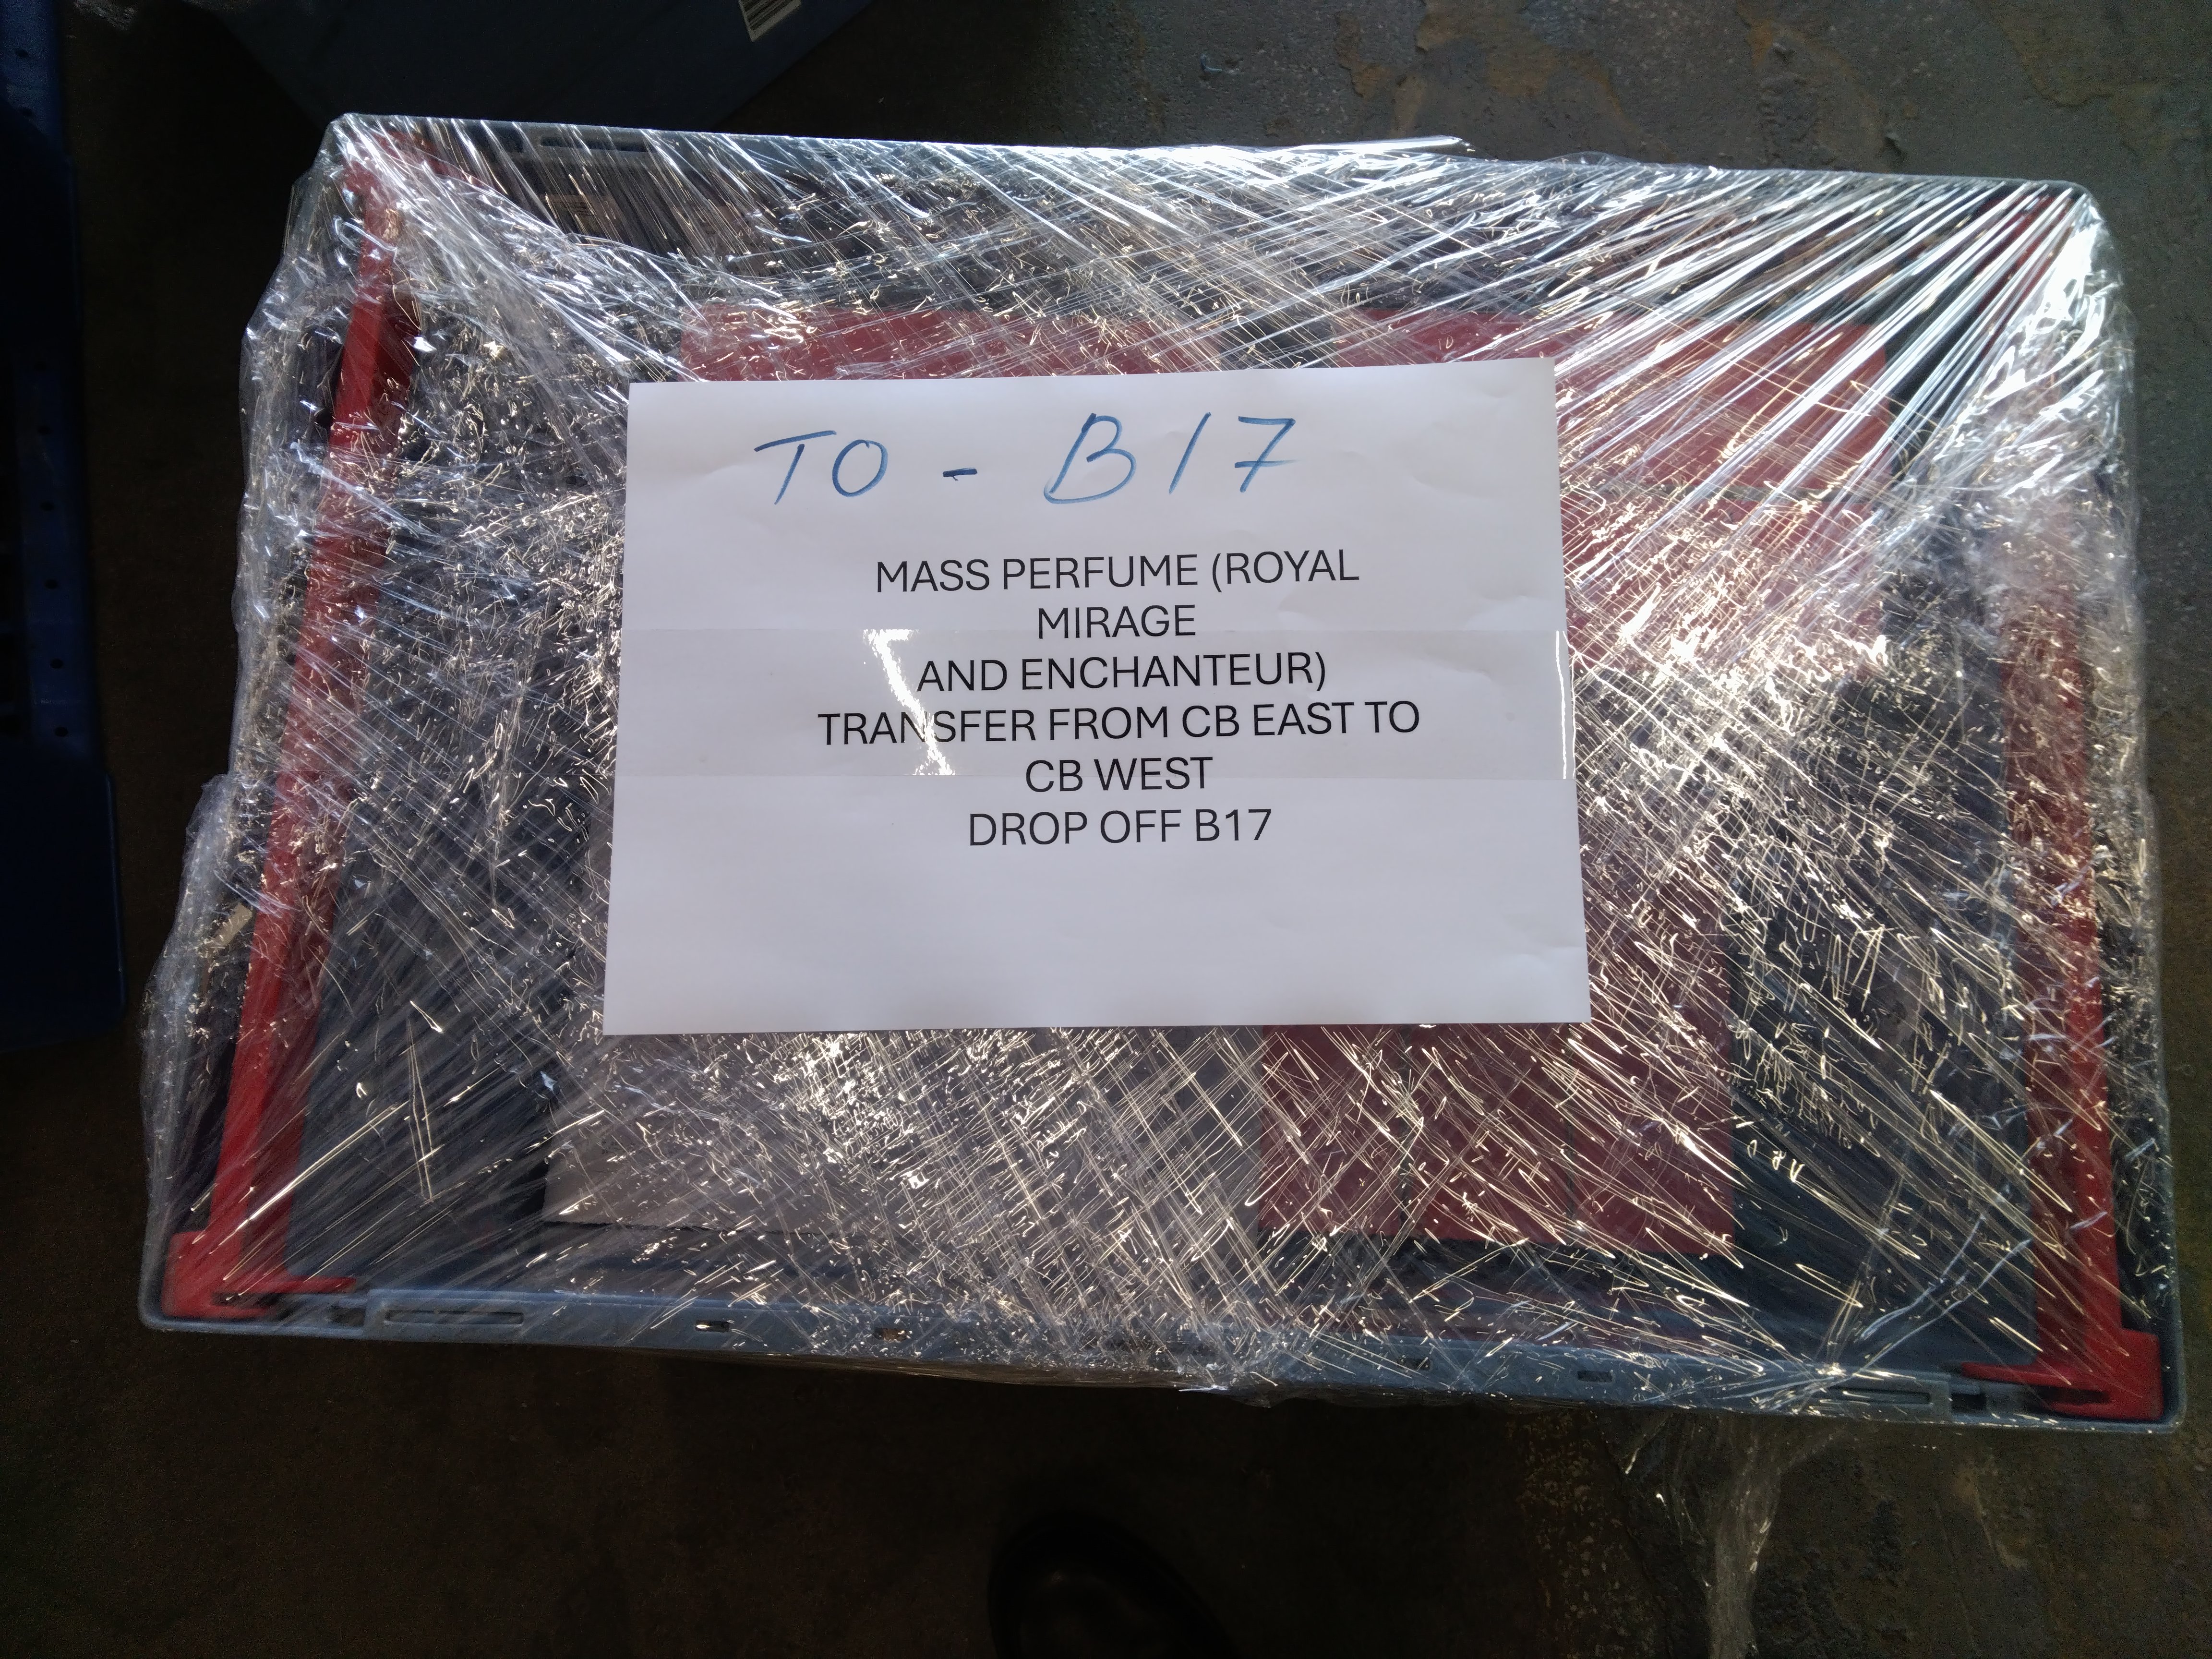 TO - B17
MASS PERFUME (ROYAL
MIRAGE
AND ENCHANTEUR)
TRANSFER FROM CB EAST TO
CB WEST
DROP OFF B17